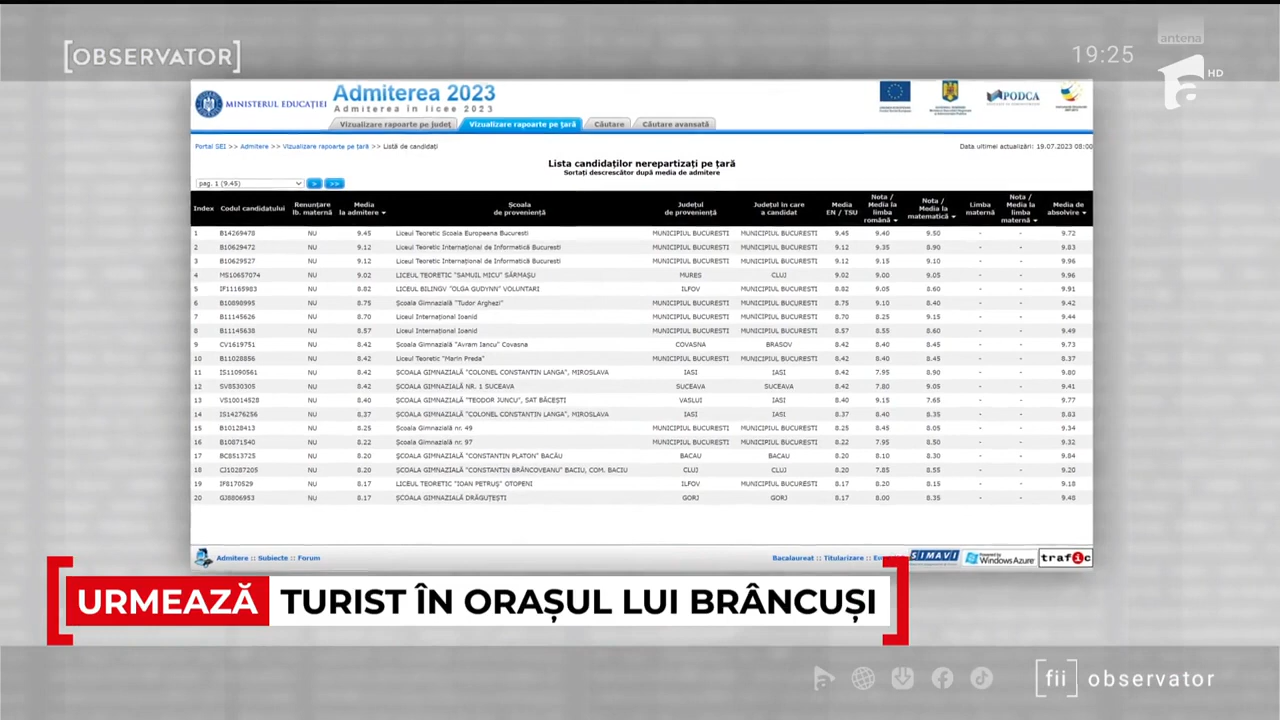 [OBSERVATOR]
antena
19:25
HD
MINISTERUL EDUCAȚIEI
Admiterea 2023
Admiterea în licee 2023
PODCA
Vizualizare rapoarte pe județ Vizualizare rapoarte pe țară Căutare Căutare avansată
Portal SEI >> Admitere >> Vizualizare rapoarte pe țară >> Listă de candidați
Data ultimei actualizări: 19.07.2023 08:00
Lista candidaților nerepartizați pe țară
Sortați descrescător după media de admitere
pag. 1 (9.45) > >>
Index Codul candidatului Renunțare lb. maternă Media la admitere Școala de proveniență Județul de proveniență Județul în care a candidat Media EN / TSU Nota / Media la limba română Nota / Media la matematică Limba maternă Nota / Media la limba maternă Media de absolvire
1 B14269478 NU 9.45 Liceul Teoretic Scoala Europeana Bucuresti MUNICIPIUL BUCURESTI MUNICIPIUL BUCURESTI 9.45 9.40 9.50 - - 9.72
2 B10629472 NU 9.12 Liceul Teoretic Internațional de Informatică Bucuresti MUNICIPIUL BUCURESTI MUNICIPIUL BUCURESTI 9.12 9.35 8.90 - - 9.83
3 B10629527 NU 9.12 Liceul Teoretic Internațional de Informatică Bucuresti MUNICIPIUL BUCURESTI MUNICIPIUL BUCURESTI 9.12 9.15 9.10 - - 9.96
4 MS10657074 NU 9.02 LICEUL TEORETIC "SAMUIL MICU" SĂRMAȘU MURES CLUJ 9.02 9.00 9.05 - - 9.96
5 IF11165983 NU 8.82 LICEUL BILINGV "OLGA GUDYNN" VOLUNTARI ILFOV MUNICIPIUL BUCURESTI 8.82 9.05 8.60 - - 9.91
6 B10898995 NU 8.75 Școala Gimnazială "Tudor Arghezi" MUNICIPIUL BUCURESTI MUNICIPIUL BUCURESTI 8.75 9.10 8.40 - - 9.42
7 B11145626 NU 8.70 Liceul Internațional Ioanid MUNICIPIUL BUCURESTI MUNICIPIUL BUCURESTI 8.70 8.25 9.15 - - 9.44
8 B11145638 NU 8.57 Liceul Internațional Ioanid MUNICIPIUL BUCURESTI MUNICIPIUL BUCURESTI 8.57 8.55 8.60 - - 9.49
9 CV1619751 NU 8.42 Școala Gimnazială "Avram Iancu" Covasna COVASNA BRASOV 8.42 8.40 8.45 - - 9.73
10 B11028856 NU 8.42 Liceul Teoretic "Marin Preda" MUNICIPIUL BUCURESTI MUNICIPIUL BUCURESTI 8.42 8.40 8.45 - - 8.37
11 IS11090561 NU 8.42 ȘCOALA GIMNAZIALĂ "COLONEL CONSTANTIN LANGA", MIROSLAVA IASI IASI 8.42 7.95 8.90 - - 9.80
12 SV8530305 NU 8.42 ȘCOALA GIMNAZIALĂ NR. 1 SUCEAVA SUCEAVA SUCEAVA 8.42 7.80 9.05 - - 9.41
13 VS10014528 NU 8.40 ȘCOALA GIMNAZIALĂ "TEODOR JUNCU", SAT BĂCEȘTI VASLUI IASI 8.40 9.15 7.65 - - 9.77
14 IS14276256 NU 8.37 ȘCOALA GIMNAZIALĂ "COLONEL CONSTANTIN LANGA", MIROSLAVA IASI IASI 8.37 8.40 8.35 - - 8.83
15 B10128413 NU 8.25 Școala Gimnazială nr. 49 MUNICIPIUL BUCURESTI MUNICIPIUL BUCURESTI 8.25 8.45 8.05 - - 9.34
16 B10871540 NU 8.22 Școala Gimnazială nr. 97 MUNICIPIUL BUCURESTI MUNICIPIUL BUCURESTI 8.22 7.95 8.50 - - 9.32
17 BC8513725 NU 8.20 ȘCOALA GIMNAZIALĂ "CONSTANTIN PLATON" BACĂU BACAU BACAU 8.20 8.10 8.30 - - 9.84
18 CJ10287205 NU 8.20 ȘCOALA GIMNAZIALĂ "CONSTANTIN BRÂNCOVEANU" BACIU, COM. BACIU CLUJ CLUJ 8.20 7.85 8.55 - - 9.20
19 IF8170529 NU 8.17 LICEUL TEORETIC "IOAN PETRUȘ" OTOPENI ILFOV MUNICIPIUL BUCURESTI 8.17 8.20 8.15 - - 9.18
20 GJ8806953 NU 8.17 ȘCOALA GIMNAZIALĂ DRĂGUȚEȘTI GORJ GORJ 8.17 8.00 8.35 - - 9.48
Admitere :: Subiecte :: Forum
Bacalaureat :: Titularizare ::
SIMAVI
Powered by Windows Azure
trafic
URMEAZĂ TURIST ÎN ORAȘUL LUI BRÂNCUȘI
[fii] observator